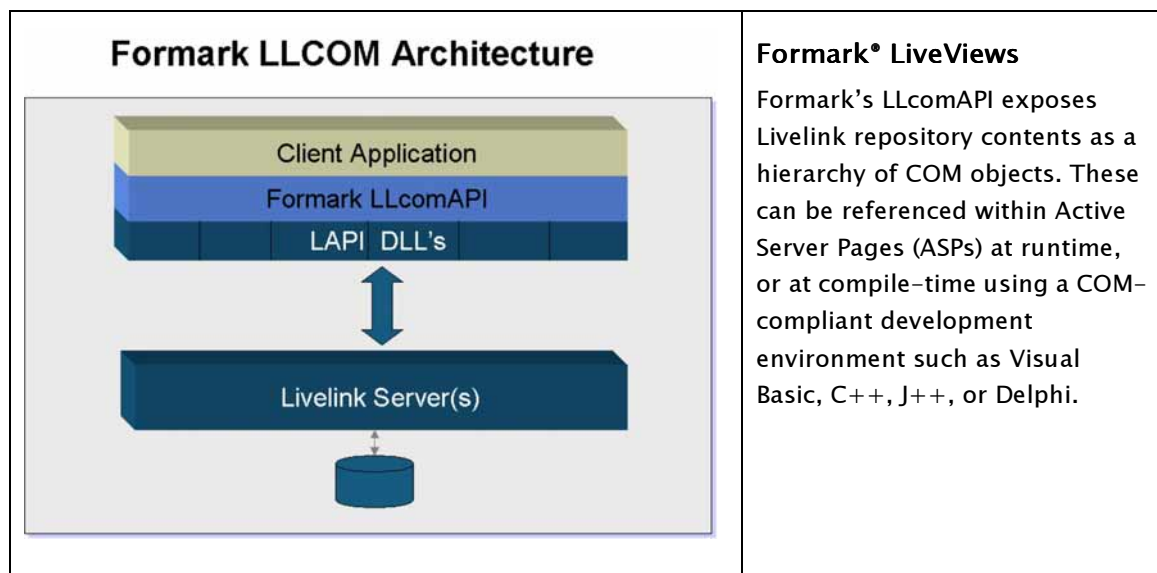 Formark LLCOM Architecture
Client Application
Formark LLcomAPI
LAPI DLL's
Livelink Server(s)
Formark® LiveViews
Formark's LLcomAPI exposes
Livelink repository contents as a
hierarchy of COM objects. These
can be referenced within Active
Server Pages (ASPs) at runtime,
or at compile-time using a COM-
compliant development
environment such as Visual
Basic, C++, J++, or Delphi.